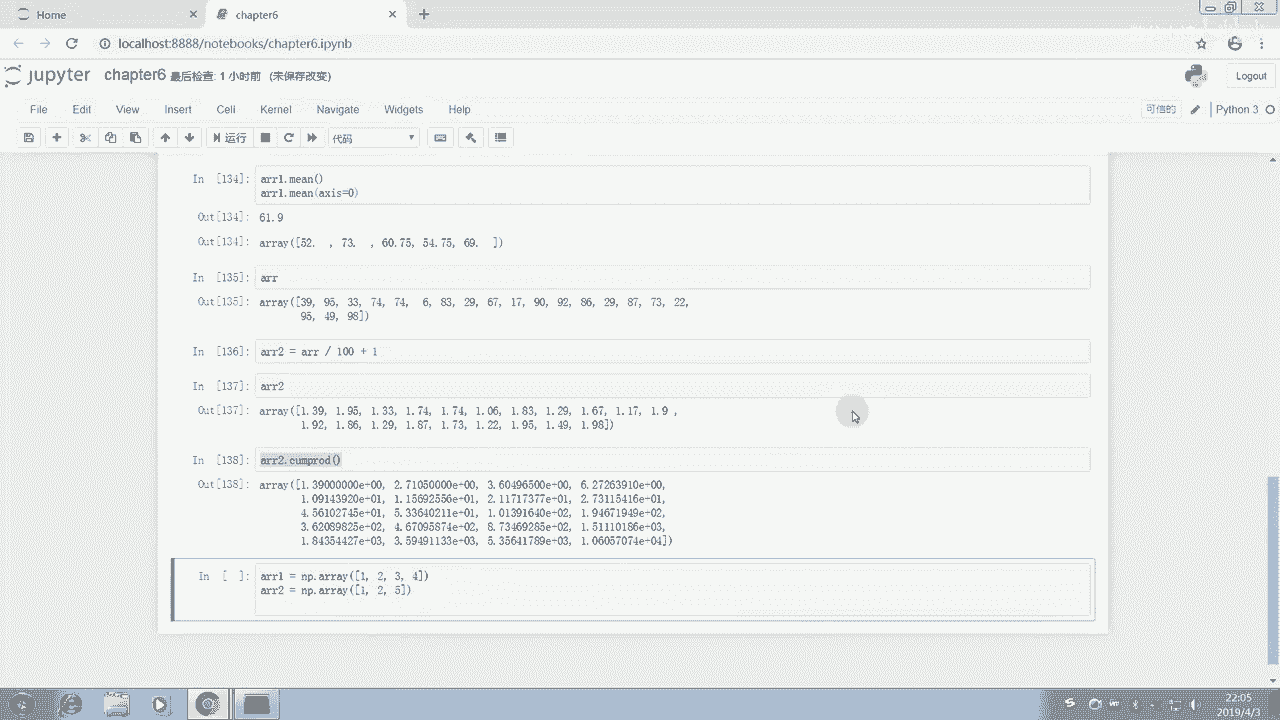 Home
chapter6
localhost:8888/notebooks/chapter6.ipynb
jupyter chapter6 最后检查: 1 小时前 (未保存改变)
Logout
File Edit View Insert Cell Kernel Navigate Widgets Help
可信的 Python 3
运行 代码
In [134]: arr1.mean()
arr1.mean(axis=0)
Out[134]: 61.9
Out[134]: array([52. , 73. , 60.75, 54.75, 69. ])
In [135]: arr
Out[135]: array([39, 95, 33, 74, 74, 6, 83, 29, 67, 17, 90, 92, 86, 29, 87, 73, 22,
95, 49, 98])
In [136]: arr2 = arr / 100 + 1
In [137]: arr2
Out[137]: array([1.39, 1.95, 1.33, 1.74, 1.74, 1.06, 1.83, 1.29, 1.67, 1.17, 1.9 ,
1.92, 1.86, 1.29, 1.87, 1.73, 1.22, 1.95, 1.49, 1.98])
In [138]: arr2.cumprod()
Out[138]: array([1.39000000e+00, 2.71050000e+00, 3.60496500e+00, 6.27263910e+00,
1.09143920e+01, 1.15692556e+01, 2.11717377e+01, 2.73115416e+01,
4.56102745e+01, 5.33640211e+01, 1.01391640e+02, 1.94671949e+02,
3.62089825e+02, 4.67095874e+02, 8.73469285e+02, 1.51110186e+03,
1.84354427e+03, 3.59491133e+03, 5.35641789e+03, 1.06057074e+04])
In [ ]: arr1 = np.array([1, 2, 3, 4])
arr2 = np.array([1, 2, 5])
22:05
2019/4/3